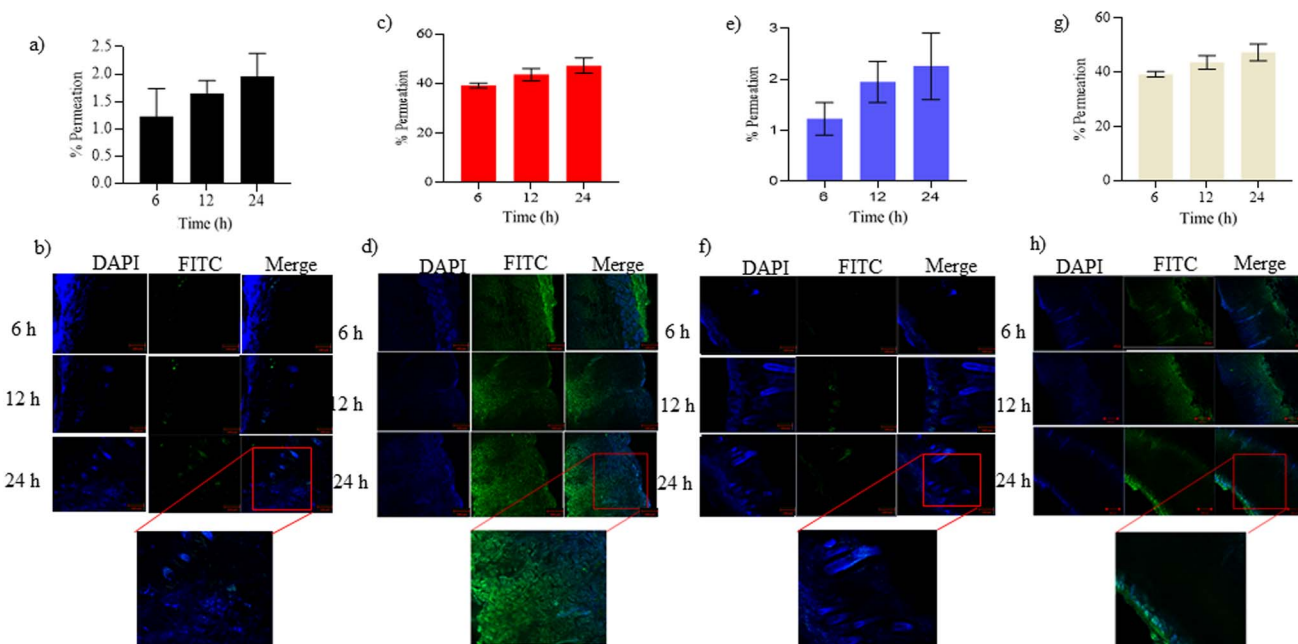 a)
% Permeation
2.5
2.0
1.5
1.0
0.5
0.0
6 12 24
Time (h)
c)
% Permeation
60
40
20
0
6 12 24
Time (h)
e)
% Permeation
3
2
1
0
6 12 24
Time (h)
g)
% Permeation
60
40
20
0
6 12 24
Time (h)
b)
DAPI FITC Merge
6 h
12 h
24 h
d)
DAPI FITC Merge
6 h
12 h
24 h
f)
DAPI FITC Merge
6 h
12 h
24 h
h)
DAPI FITC Merge